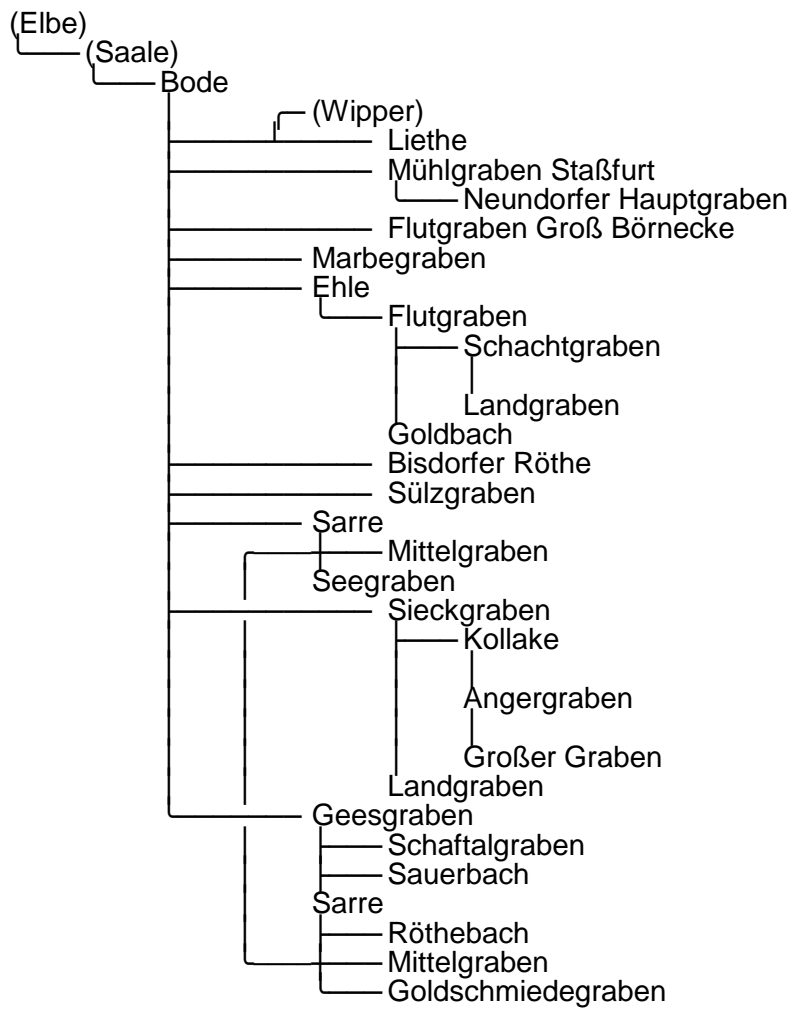 (Elbe)
(Saale)
Bode
(Wipper)
Liethe
Mühlgraben Staßfurt
Neundorfer Hauptgraben
Flutgraben Groß Börnecke
Marbegraben
Ehle
Flutgraben
Schachtgraben
Landgraben
Goldbach
Bisdorfer Röthe
Sülzgraben
Sarre
Mittelgraben
Seegraben
Sieckgraben
Kollake
Angergraben
Großer Graben
Landgraben
Geesgraben
Schaftalgraben
Sauerbach
Sarre
Röthebach
Mittelgraben
Goldschmiedegraben